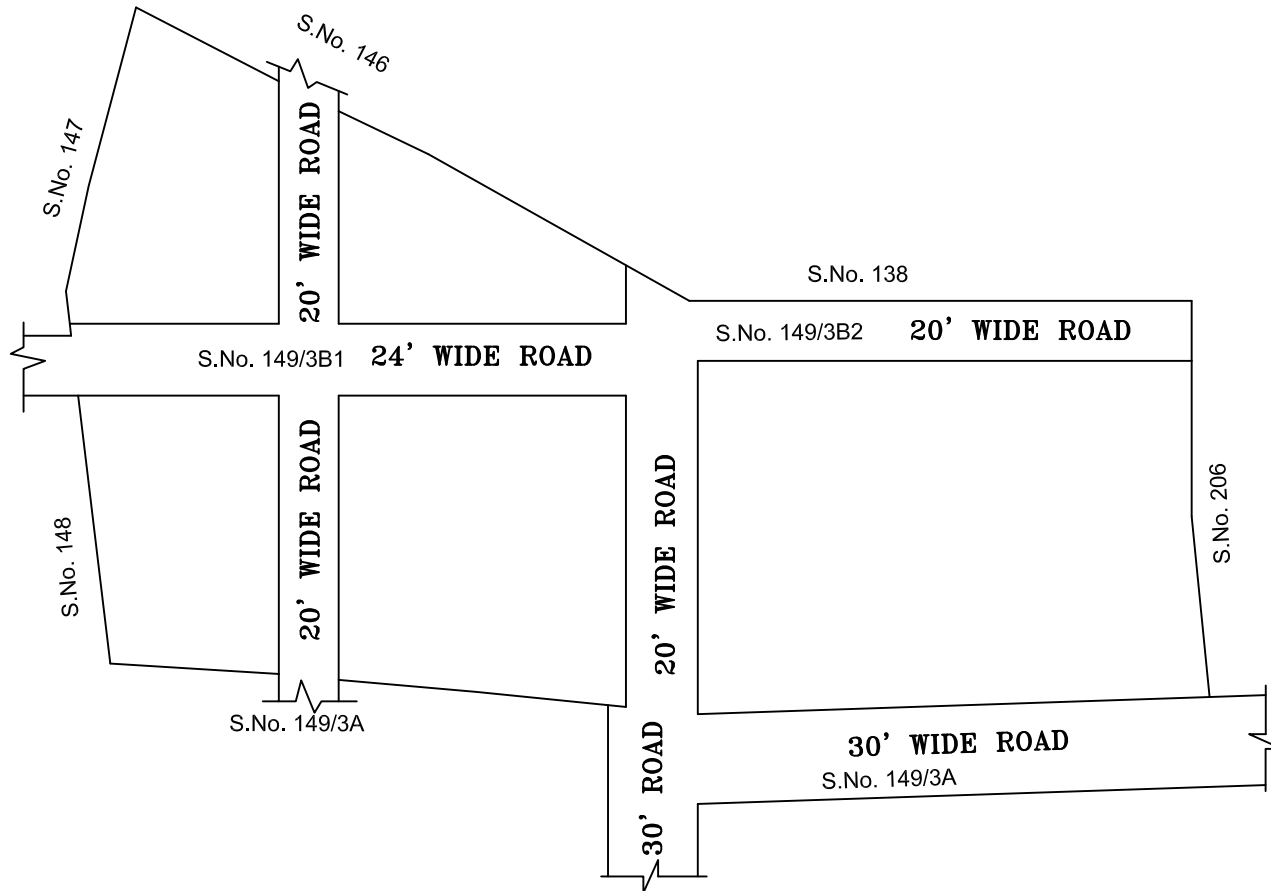 S.No. 146
S.No. 147
20' WIDE ROAD
S.No. 138
S.No. 149/3B1
24' WIDE ROAD
S.No. 149/3B2
20' WIDE ROAD
20' WIDE ROAD
20' WIDE ROAD
S.No. 206
S.No. 148
S.No. 149/3A
30' ROAD
30' WIDE ROAD
S.No. 149/3A